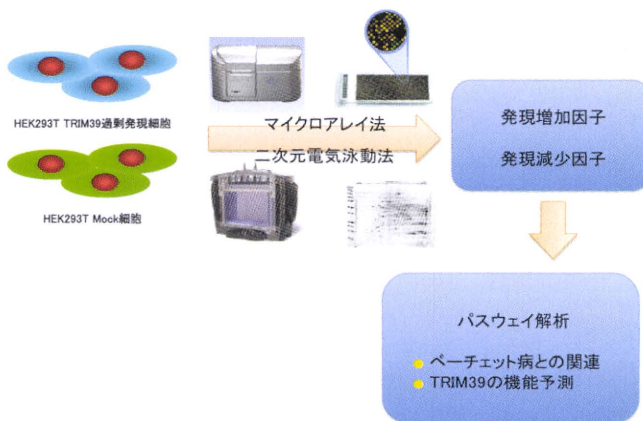 HEK293T TRIM39過剰発現細胞
HEK293T Mock細胞
マイクロアレイ法
二次元電気泳動法
発現増加因子
発現減少因子
パスウェイ解析
ベーチェット病との関連
TRIM39の機能予測